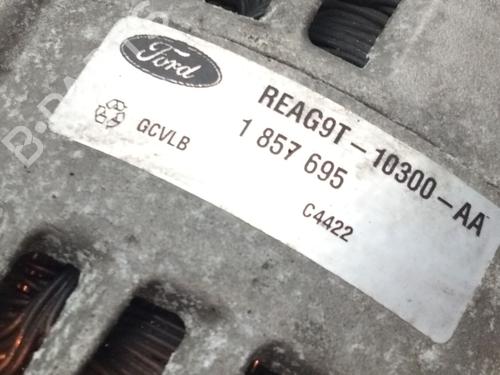 Ford
REAG9T-10300-AA
1 857 695
GCVLB
C4422